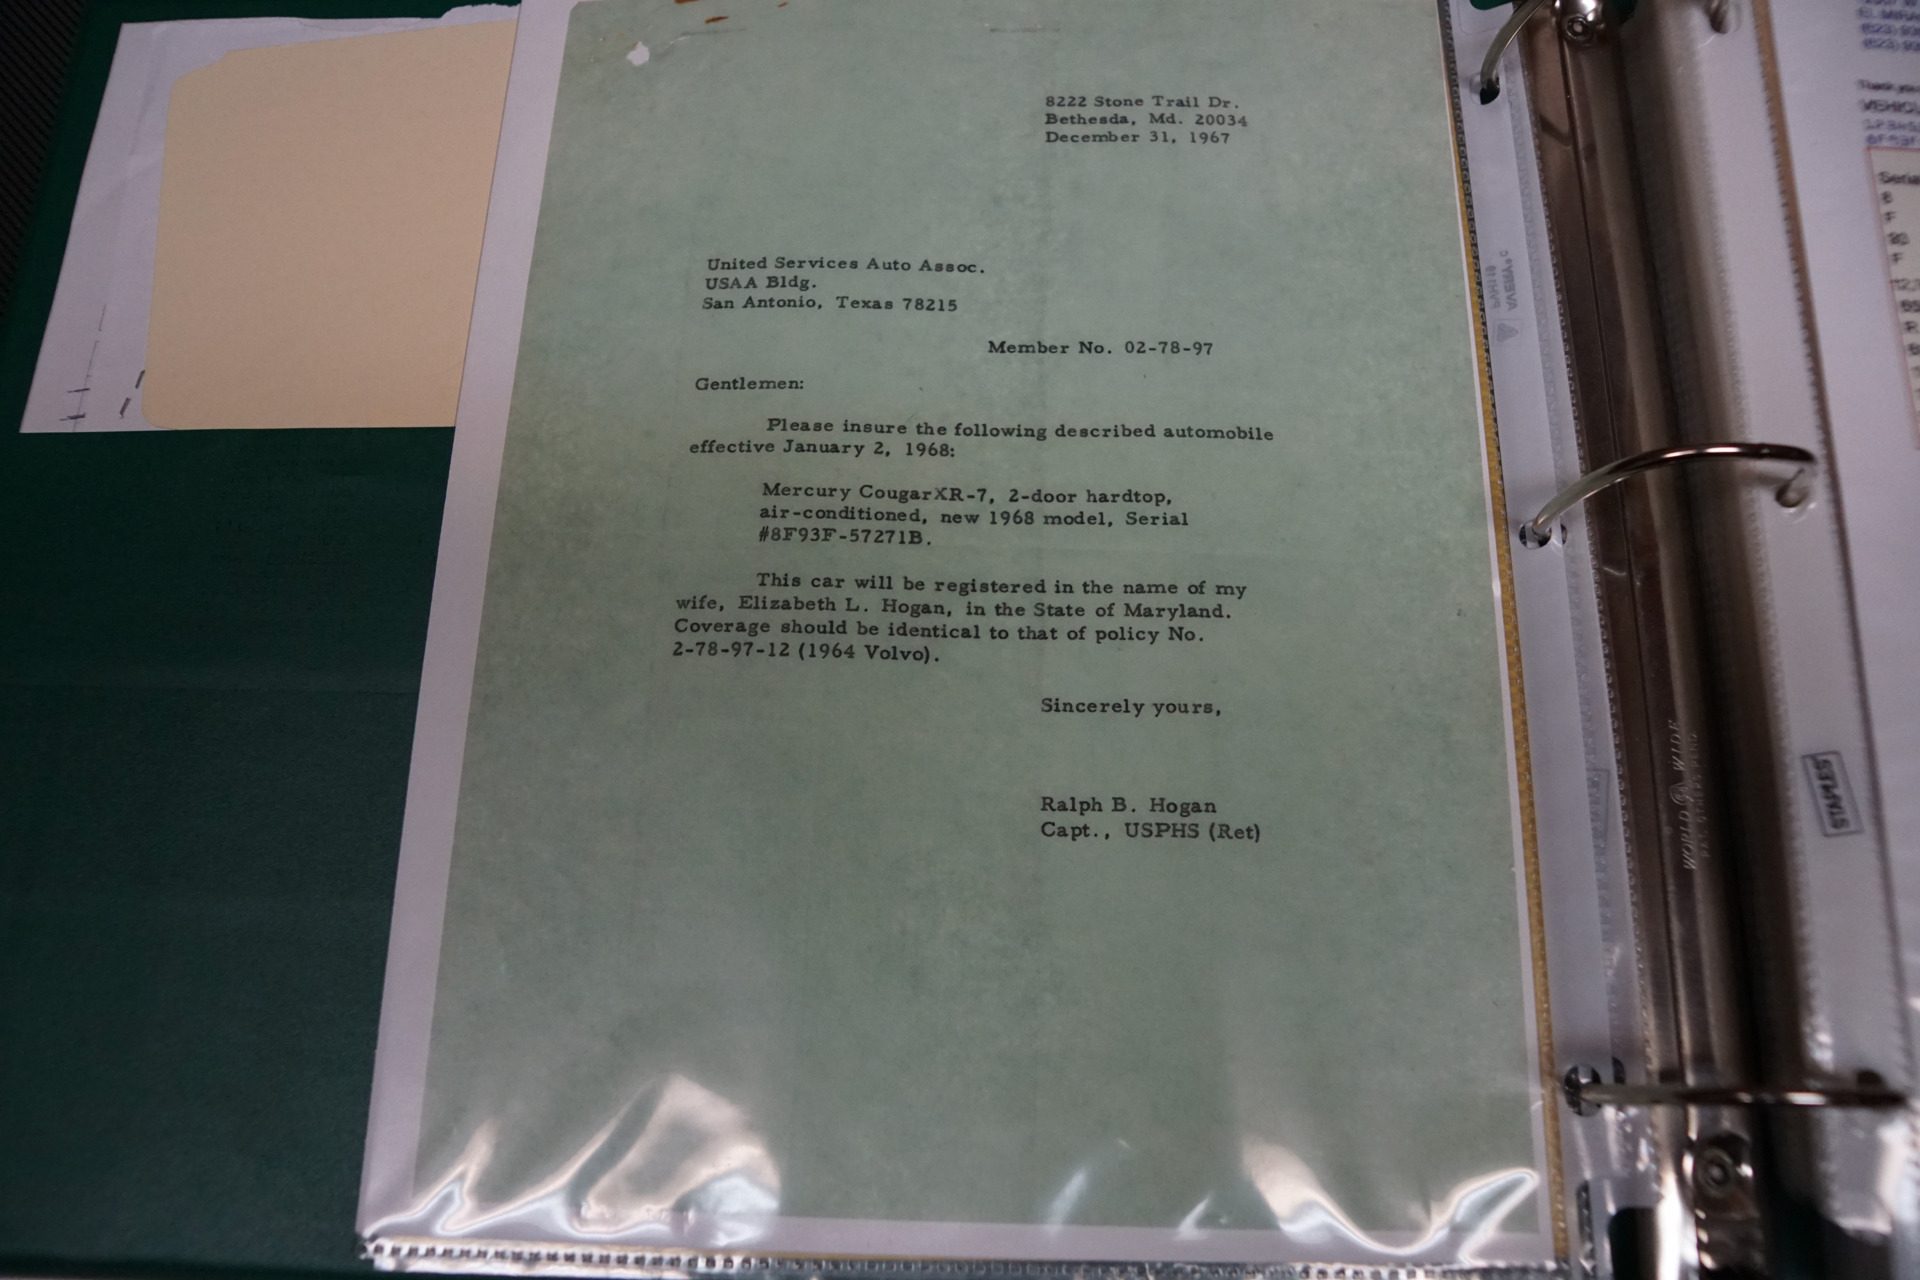 8222 Stone Trail Dr.
Bethesda, Md. 20034
December 31, 1967
United Services Auto Assoc.
USAA Bldg.
San Antonio, Texas 78215
Member No. 02-78-97
Gentlemen:
Please insure the following described automobile
effective January 2, 1968:
Mercury CougarXR-7, 2-door hardtop,
air-conditioned, new 1968 model, Serial
#8F93F-57271B.
This car will be registered in the name of my
wife, Elizabeth L. Hogan, in the State of Maryland.
Coverage should be identical to that of policy No.
2-78-97-12 (1964 Volvo).
Sincerely yours,
Ralph B. Hogan
Capt., USPHS (Ret)
AVERY
WORLD WIDE
STAPLES